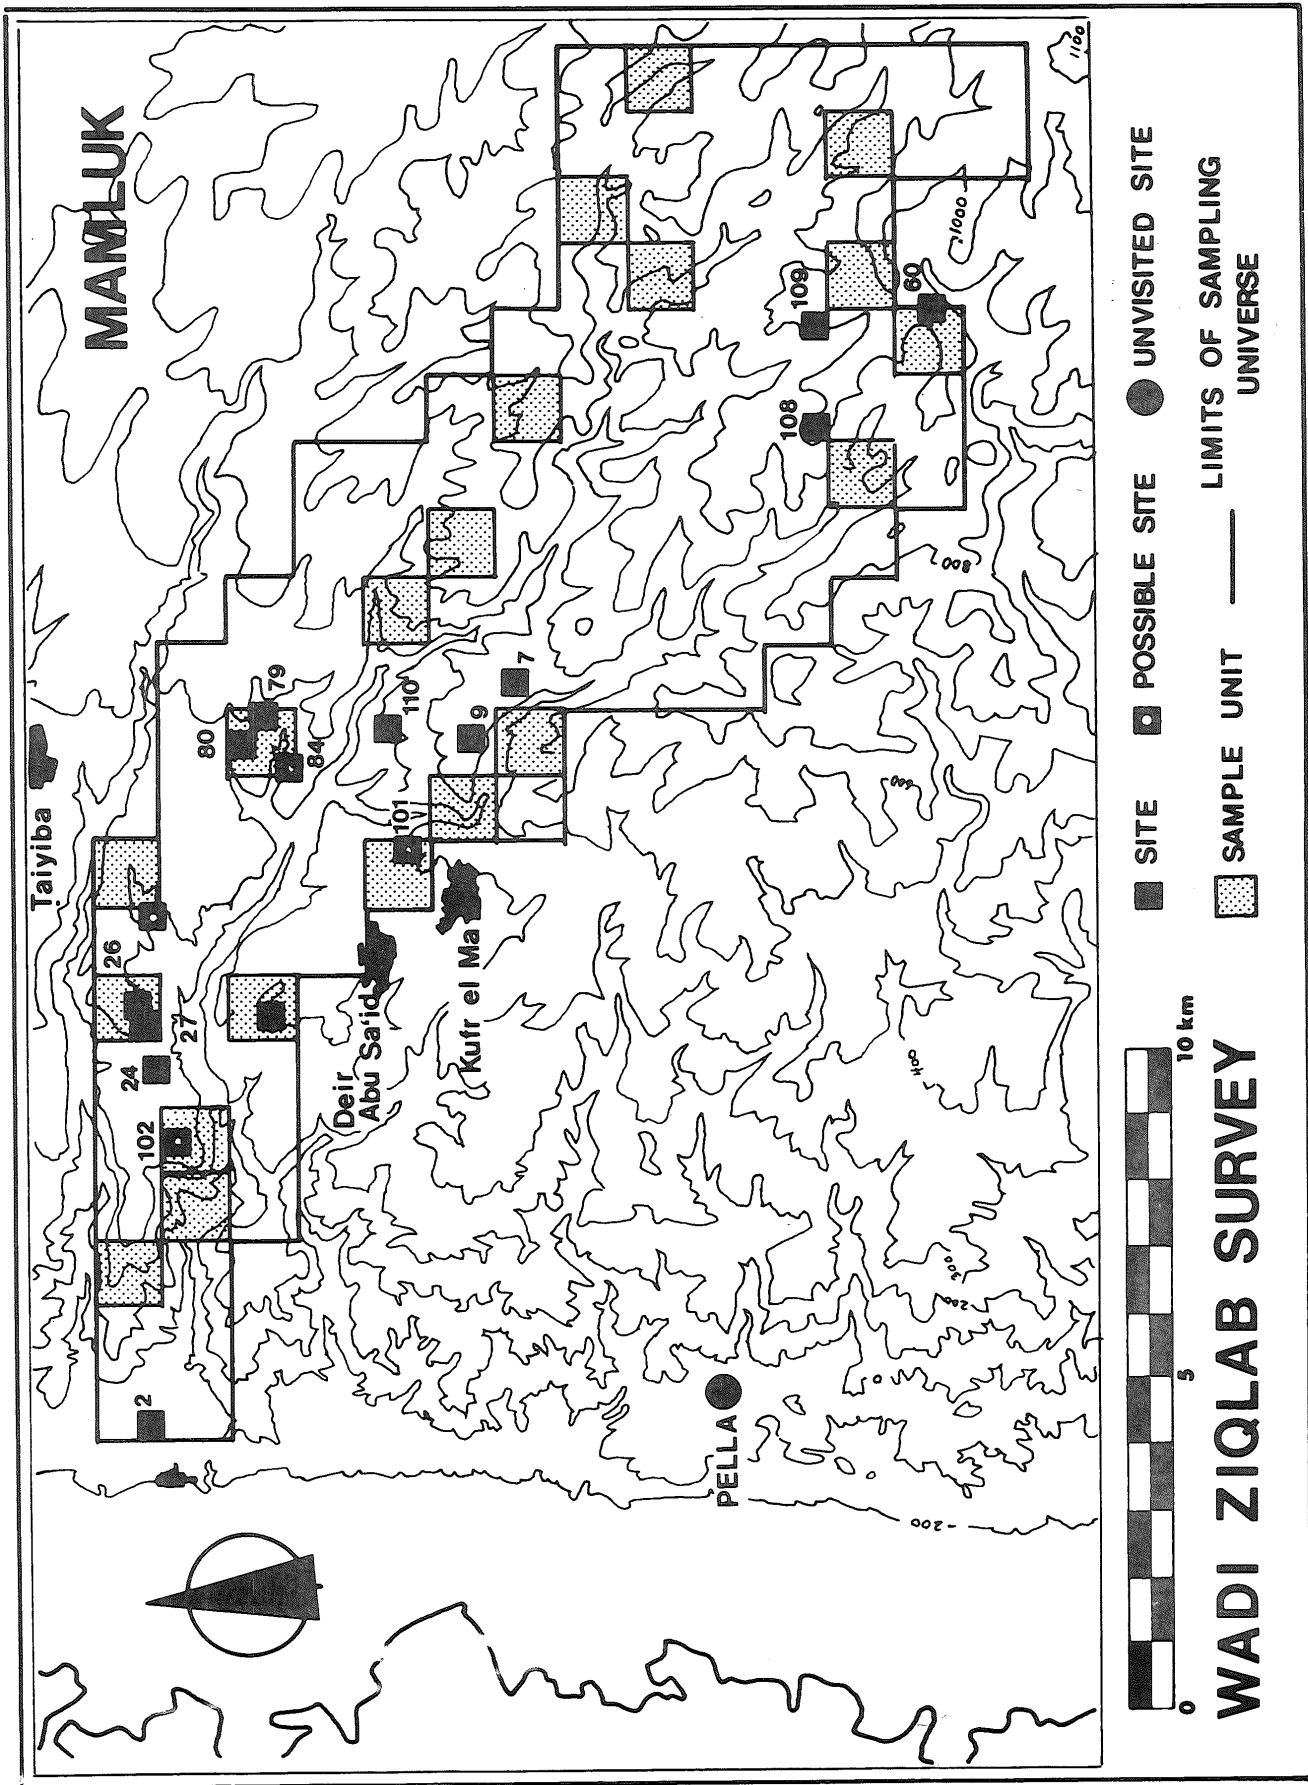 MAMLUK
Taiyiba
1100
1000
109
60
108
800
7
79
80
84
110
9
101
600
26
27
24
102
Deir
Abu Sa'id
Kufr el Ma
400
300
200
2
PELLA
-200
SITE
POSSIBLE SITE
UNVISITED SITE
SAMPLE UNIT
LIMITS OF SAMPLING
UNIVERSE
0
5
10 km
WADI ZIQLAB SURVEY